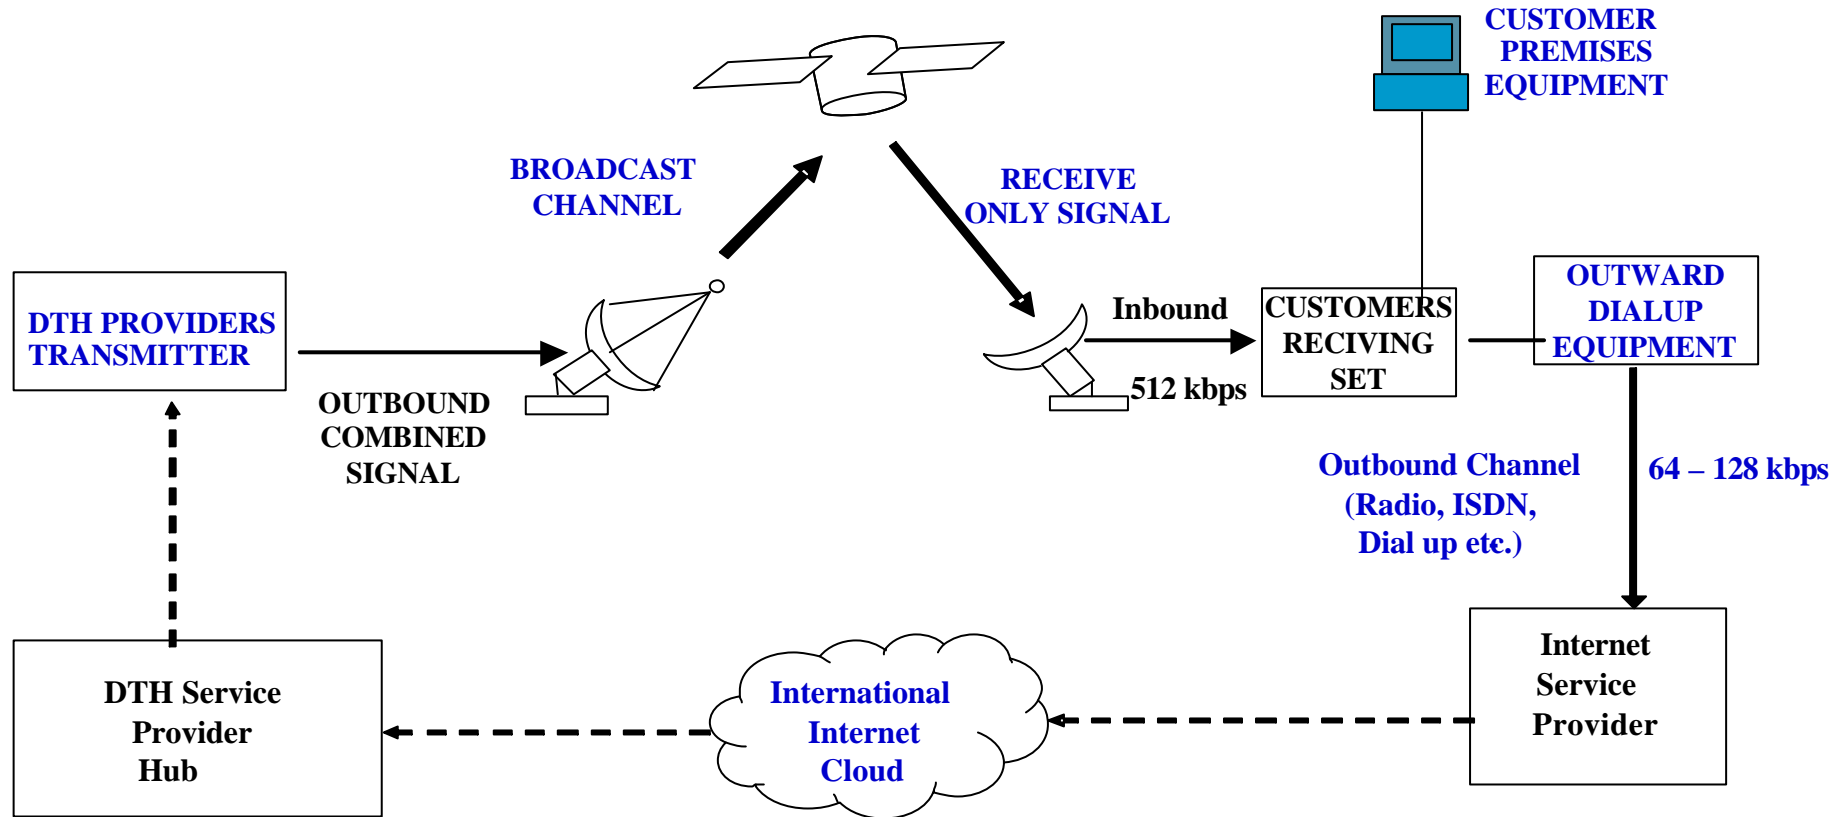 CUSTOMER
PREMISES
EQUIPMENT
BROADCAST
CHANNEL
RECEIVE
ONLY SIGNAL
DTH PROVIDERS
TRANSMITTER
OUTBOUND
COMBINED
SIGNAL
Inbound
512 kbps
CUSTOMERS
RECIVING
SET
OUTWARD
DIALUP
EQUIPMENT
Outbound Channel
(Radio, ISDN,
Dial up etc.)
64 – 128 kbps
DTH Service
Provider
Hub
International
Internet
Cloud
Internet
Service
Provider